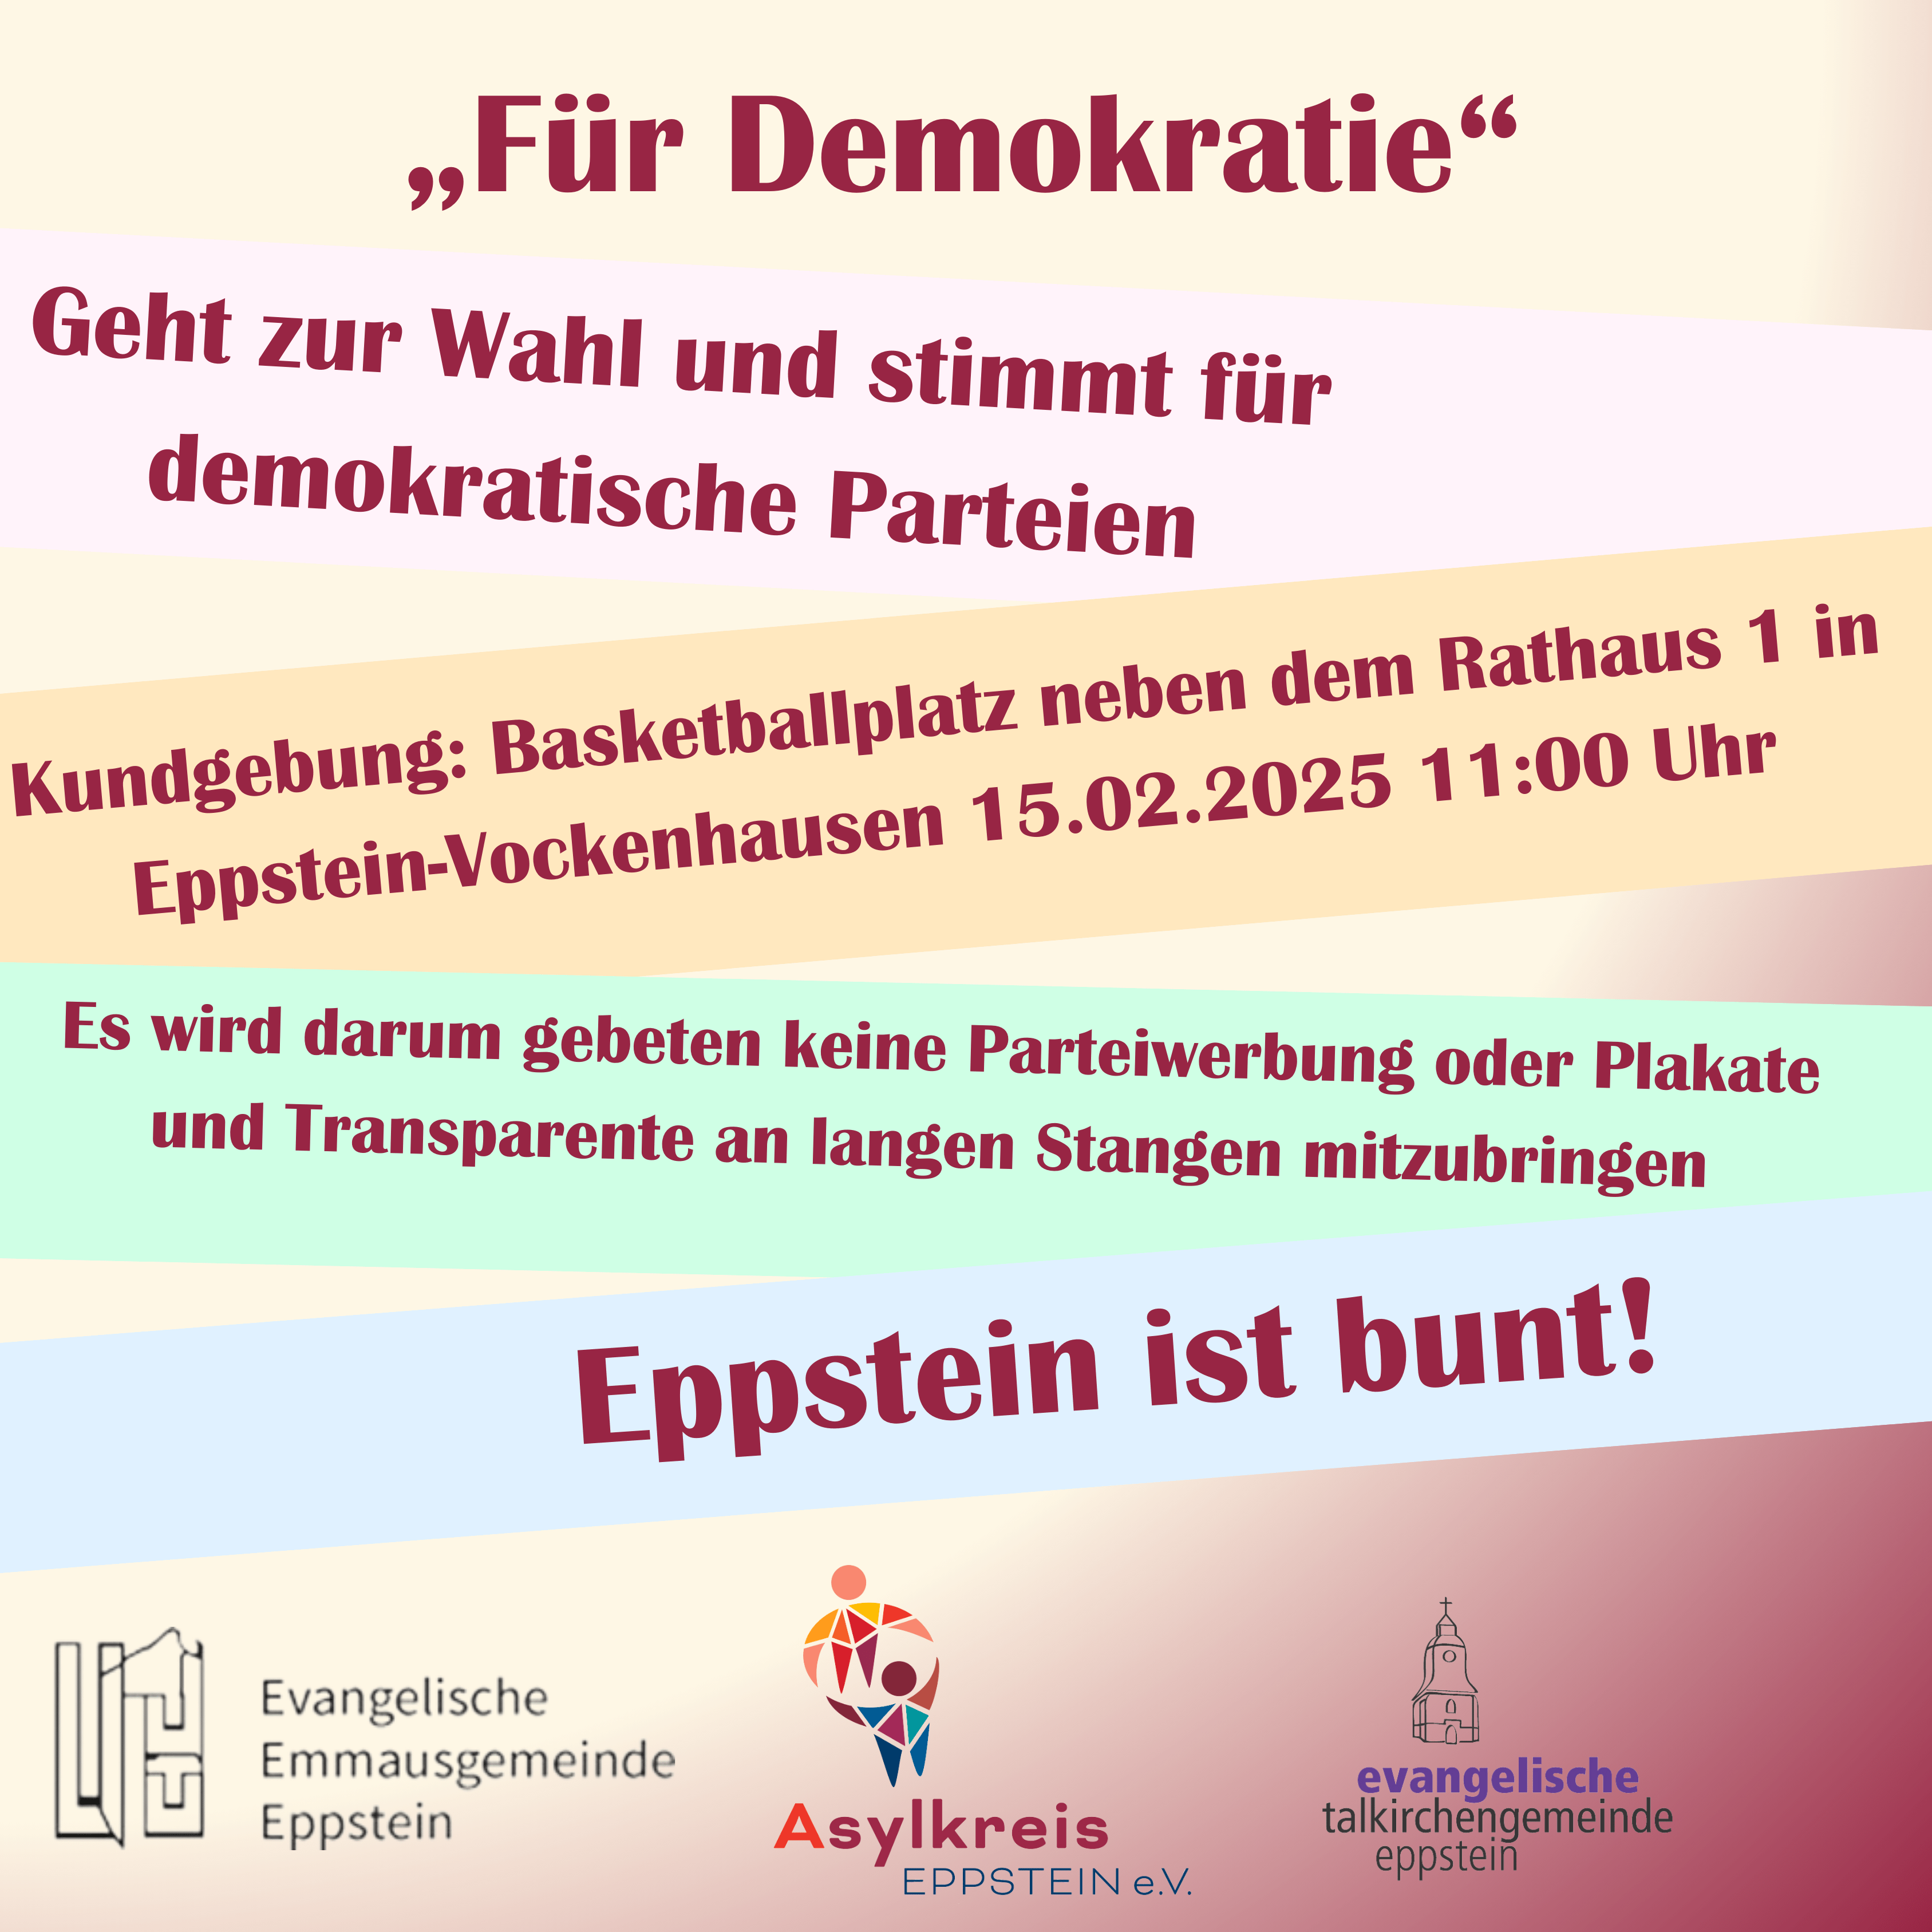 „Für Demokratie“
Geht zur Wahl und stimmt für
demokratische Parteien
Kundgebung: Basketballplatz neben dem Rathaus 1 in
Eppstein-Vockenhausen 15.02.2025 11:00 Uhr
Es wird darum gebeten keine Parteiwerbung oder Plakate
und Transparente an langen Stangen mitzubringen
Eppstein ist bunt!
Evangelische
Emmausgemeinde
Eppstein
Asylkreis
EPPSTEIN e.V.
evangelische
talkirchengemeinde
eppstein